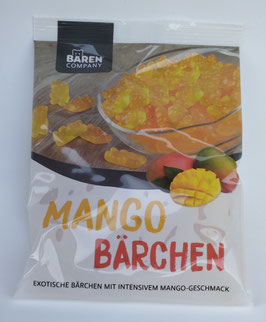 BÄREN
COMPANY
MANGO
BÄRCHEN
EXOTISCHE BÄRCHEN MIT INTENSIVEM MANGO-GESCHMACK